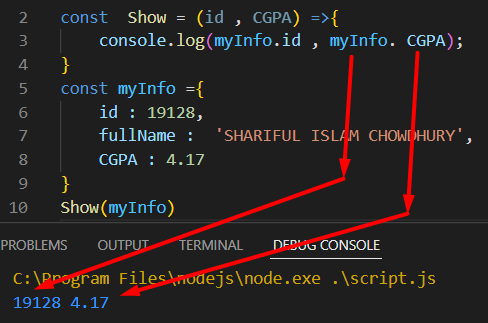 2 const Show = (id , CGPA) =>{
3 console.log(myInfo.id , myInfo. CGPA);
4 }
5 const myInfo ={
6 id : 19128,
7 fullName : 'SHARIFUL ISLAM CHOWDHURY',
8 CGPA : 4.17
9 }
10 Show(myInfo)
PROBLEMS OUTPUT TERMINAL DEBUG CONSOLE
C:\Program Files\nodejs\node.exe .\script.js
19128 4.17